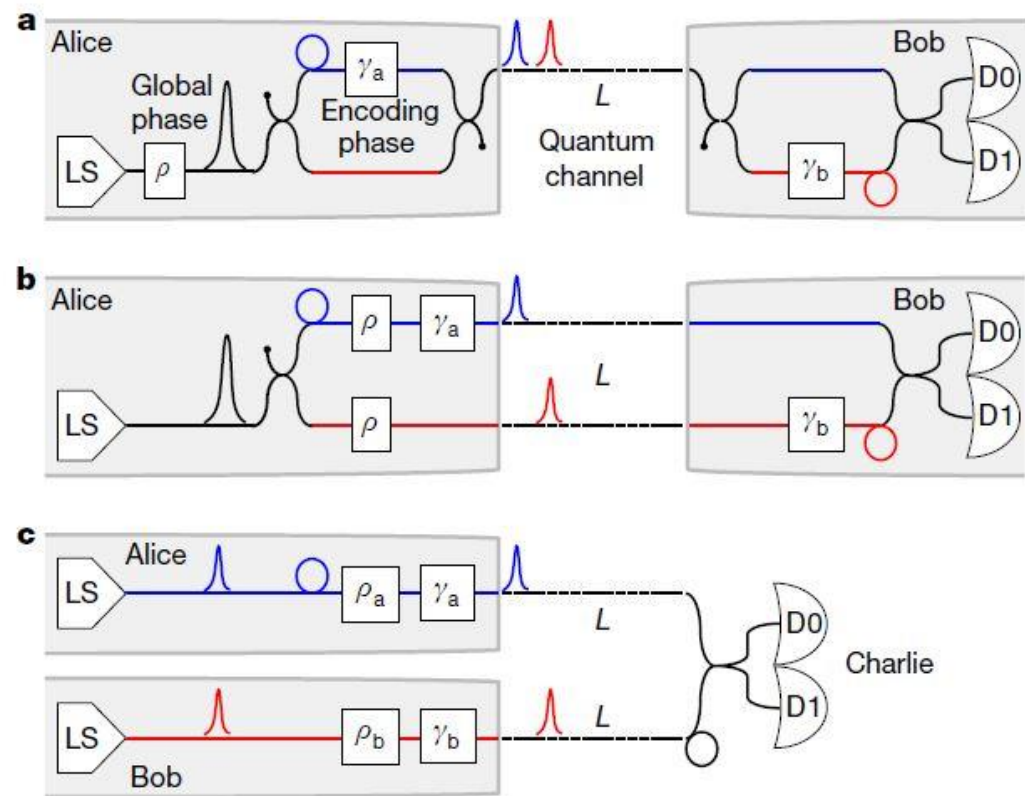 a
Alice
Bob
Global
phase
LS
ρ
γa
Encoding
phase
L
Quantum
channel
γb
D0
D1
b
Alice
Bob
LS
ρ
γa
ρ
L
γb
D0
D1
c
Alice
LS
ρa
γa
L
LS
ρb
γb
L
Bob
D0
D1
Charlie